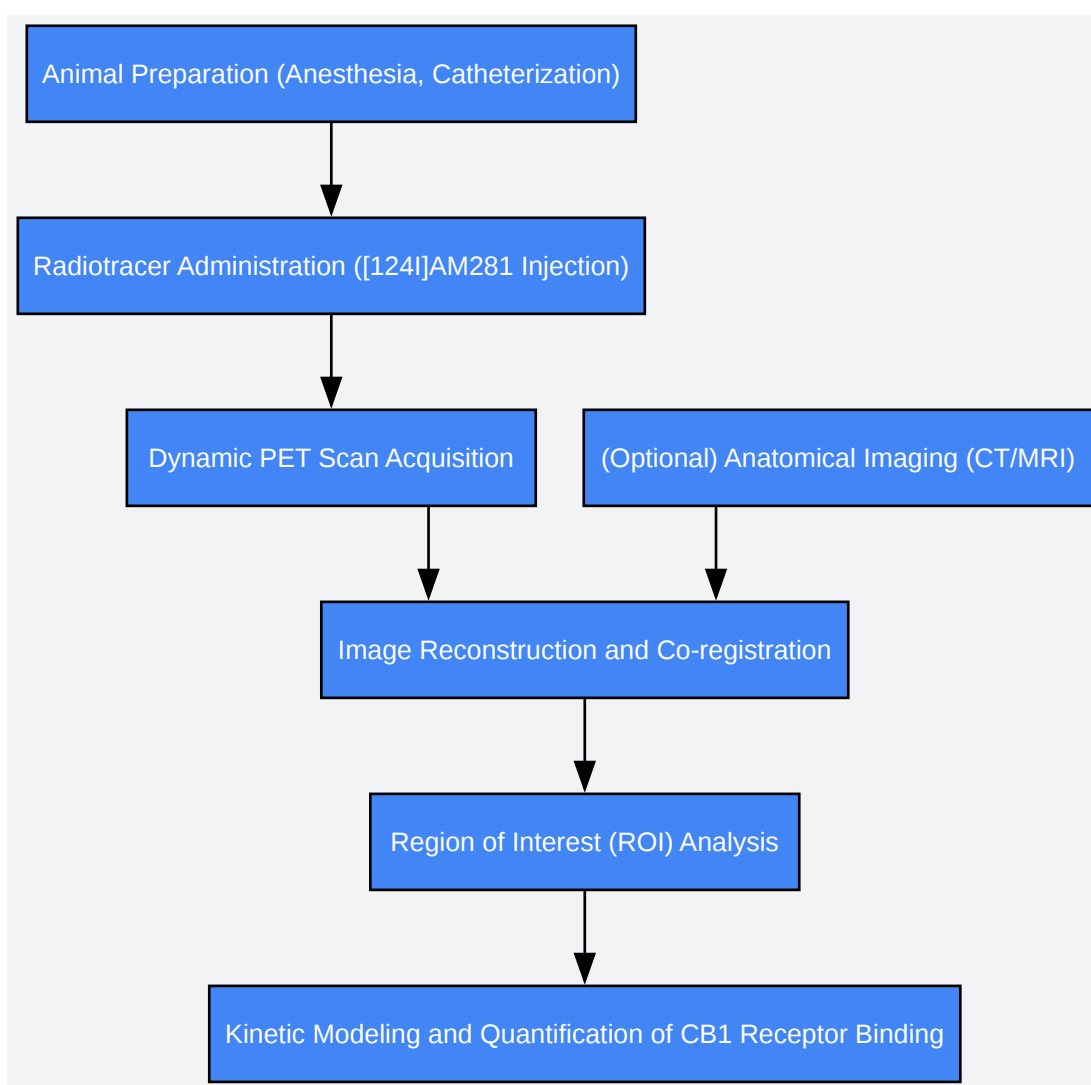 Animal Preparation (Anesthesia, Catheterization)
Radiotracer Administration ([124I]AM281 Injection)
Dynamic PET Scan Acquisition
(Optional) Anatomical Imaging (CT/MRI)
Image Reconstruction and Co-registration
Region of Interest (ROI) Analysis
Kinetic Modeling and Quantification of CB1 Receptor Binding